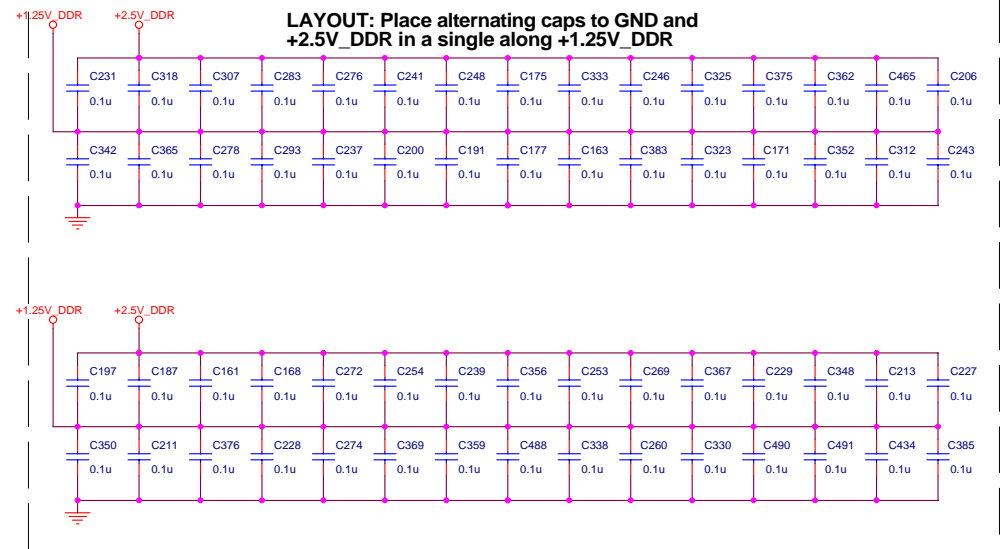 LAYOUT: Place alternating caps to GND and
+2.5V_DDR in a single along +1.25V_DDR
+1.25V_DDR +2.5V_DDR
C231 C318 C307 C283 C276 C241 C248 C175 C333 C246 C325 C375 C362 C465 C206
0.1u 0.1u 0.1u 0.1u 0.1u 0.1u 0.1u 0.1u 0.1u 0.1u 0.1u 0.1u 0.1u 0.1u 0.1u
C342 C365 C278 C293 C237 C200 C191 C177 C163 C383 C323 C171 C352 C312 C243
0.1u 0.1u 0.1u 0.1u 0.1u 0.1u 0.1u 0.1u 0.1u 0.1u 0.1u 0.1u 0.1u 0.1u 0.1u
+1.25V_DDR +2.5V_DDR
C197 C187 C161 C168 C272 C254 C239 C356 C253 C269 C367 C229 C348 C213 C227
0.1u 0.1u 0.1u 0.1u 0.1u 0.1u 0.1u 0.1u 0.1u 0.1u 0.1u 0.1u 0.1u 0.1u 0.1u
C350 C211 C376 C228 C274 C369 C359 C488 C338 C260 C330 C490 C491 C434 C385
0.1u 0.1u 0.1u 0.1u 0.1u 0.1u 0.1u 0.1u 0.1u 0.1u 0.1u 0.1u 0.1u 0.1u 0.1u